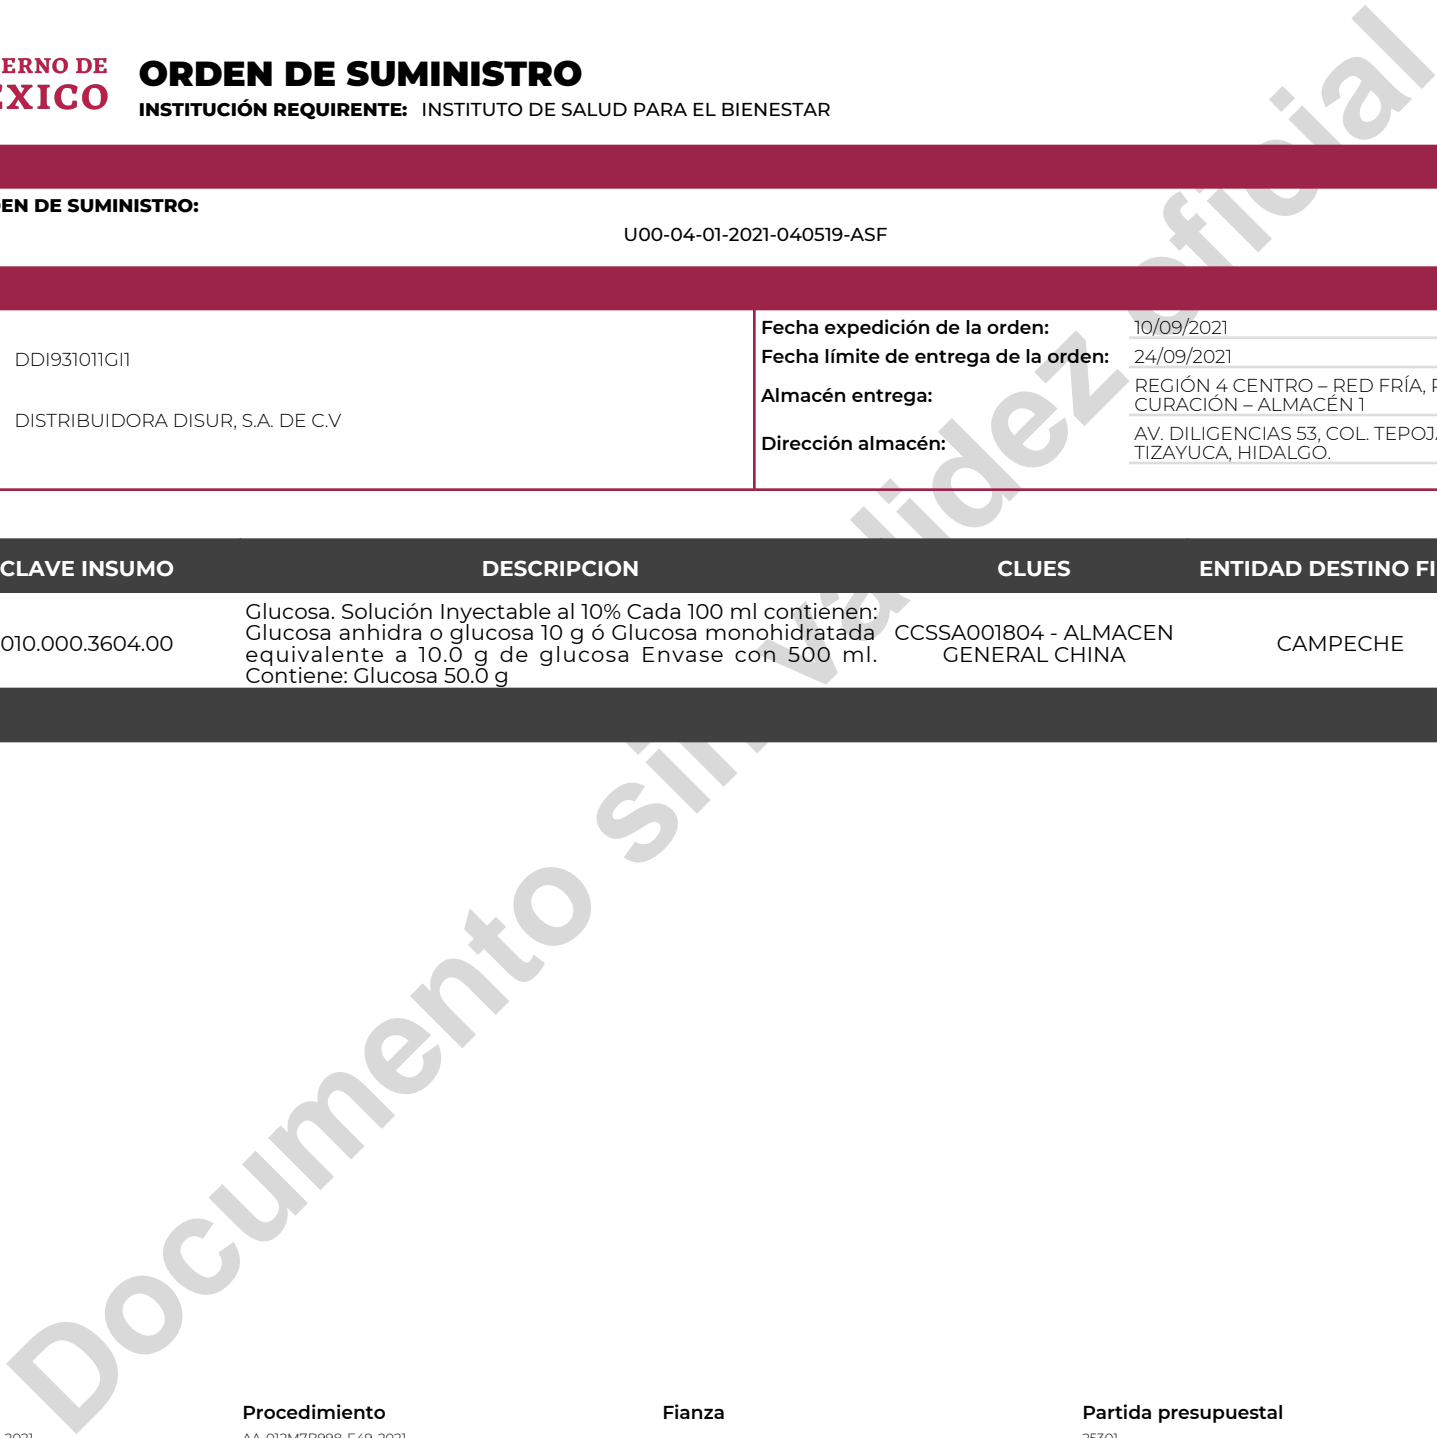 ERNO DE
ORDEN DE SUMINISTRO
XICO
INSTITUCIÓN REQUIRENTE: INSTITUTO DE SALUD PARA EL BIENESTAR
EN DE SUMINISTRO:
U00-04-01-2021-040519-ASF
Fecha expedición de la orden: 10/09/2021
DDI931011GI1
Fecha límite de entrega de la orden: 24/09/2021
Almacén entrega: REGIÓN 4 CENTRO – RED FRÍA,
CURACIÓN – ALMACÉN 1
DISTRIBUIDORA DISUR, S.A. DE C.V
Dirección almacén: AV. DILIGENCIAS 53, COL. TEPOJ
TIZAYUCA, HIDALGO.
CLAVE INSUMO DESCRIPCION CLUES ENTIDAD DESTINO FI
010.000.3604.00
Glucosa. Solución Inyectable al 10% Cada 100 ml contienen:
Glucosa anhidra o glucosa 10 g ó Glucosa monohidratada
equivalente a 10.0 g de glucosa Envase con 500 ml.
Contiene: Glucosa 50.0 g
CCSSA001804 - ALMACEN
GENERAL CHINA
CAMPECHE
Documento sin validez oficial
Procedimiento Fianza Partida presupuestal